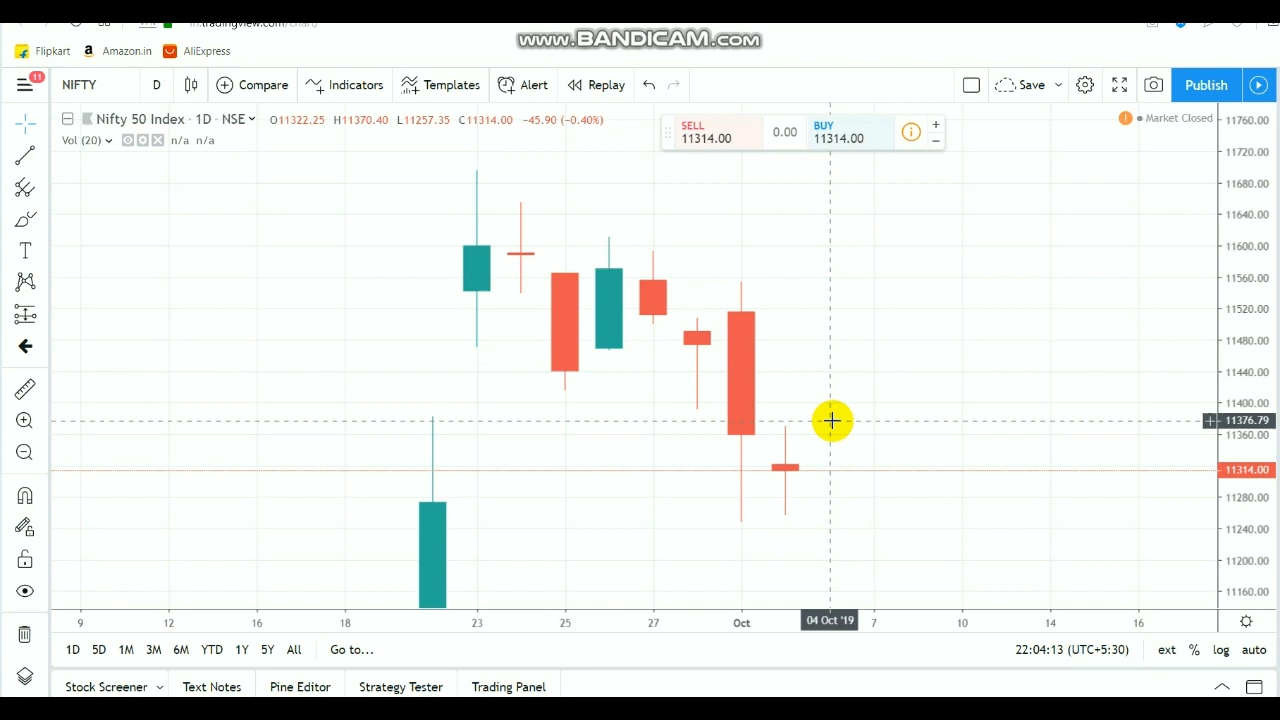 in.tradingview.com/chart/
www.BANDICAM.com
Flipkart Amazon.in AliExpress
11 NIFTY D Compare Indicators Templates Alert Replay Save Publish
Nifty 50 Index · 1D · NSE O11322.25 H11370.40 L11257.35 C11314.00 -45.90 (-0.40%)
Vol (20) n/a n/a
SELL
11314.00
0.00
BUY
11314.00
Market Closed
11760.00
11720.00
11680.00
11640.00
11600.00
11560.00
11520.00
11480.00
11440.00
11400.00
11376.79
11360.00
11314.00
11280.00
11240.00
11200.00
11160.00
9 12 16 18 23 25 27 Oct 04 Oct '19 7 10 14 16
1D 5D 1M 3M 6M YTD 1Y 5Y All Go to... 22:04:13 (UTC+5:30) ext % log auto
Stock Screener Text Notes Pine Editor Strategy Tester Trading Panel